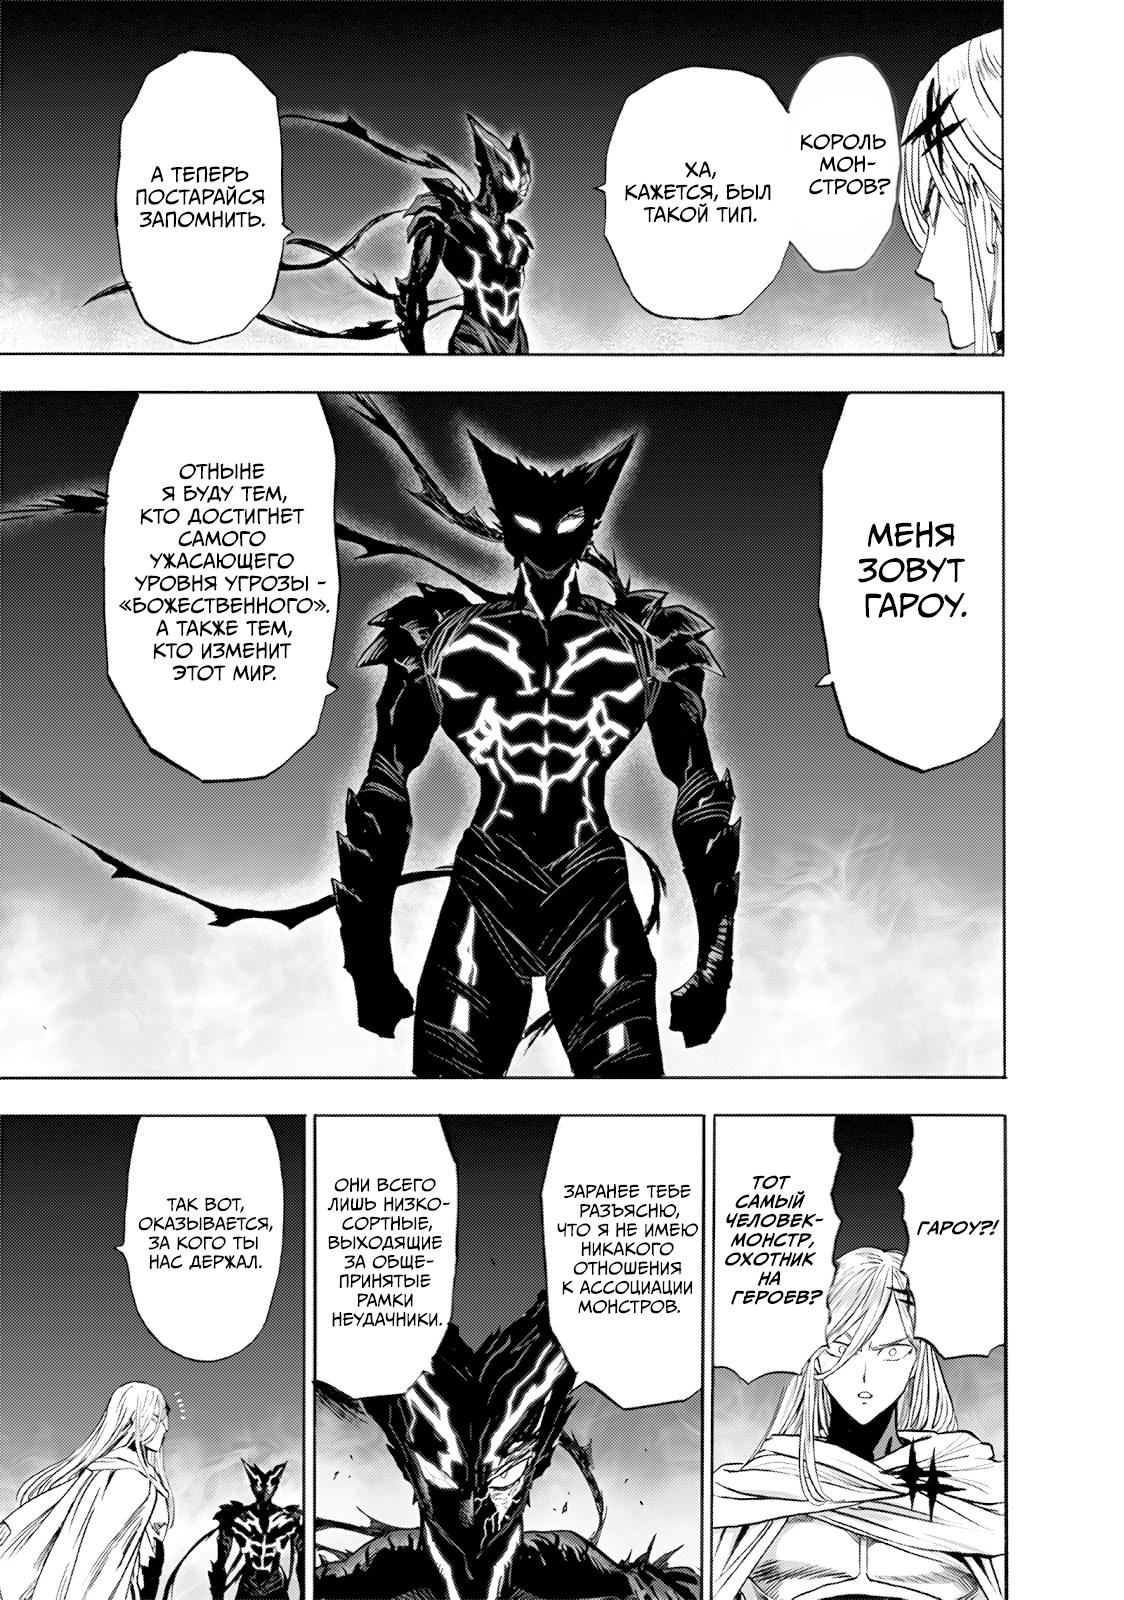 КОРОЛЬ
МОН-
СТРОВ?
ХА,
КАЖЕТСЯ, БЫЛ
ТАКОЙ ТИП.
А ТЕПЕРЬ
ПОСТАРАЙСЯ
ЗАПОМНИТЬ.
МЕНЯ
ЗОВУТ
ГАРОУ.
ОТНЫНЕ
Я БУДУ ТЕМ,
КТО ДОСТИГНЕТ
САМОГО
УЖАСАЮЩЕГО
УРОВНЯ УГРОЗЫ -
«БОЖЕСТВЕННОГО».
А ТАКЖЕ ТЕМ,
КТО ИЗМЕНИТ
ЭТОТ МИР.
ГАРОУ?!
ТОТ
САМЫЙ
ЧЕЛОВЕК-
МОНСТР,
ОХОТНИК
НА
ГЕРОЕВ?
ЗАРАНЕЕ ТЕБЕ
РАЗЪЯСНЮ,
ЧТО Я НЕ ИМЕЮ
НИКАКОГО
ОТНОШЕНИЯ
К АССОЦИАЦИИ
МОНСТРОВ.
ОНИ ВСЕГО
ЛИШЬ НИЗКО-
СОРТНЫЕ,
ВЫХОДЯЩИЕ
ЗА ОБЩЕ-
ПРИНЯТЫЕ
РАМКИ
НЕУДАЧНИКИ.
ТАК ВОТ,
ОКАЗЫВАЕТСЯ,
ЗА КОГО ТЫ
НАС ДЕРЖАЛ.